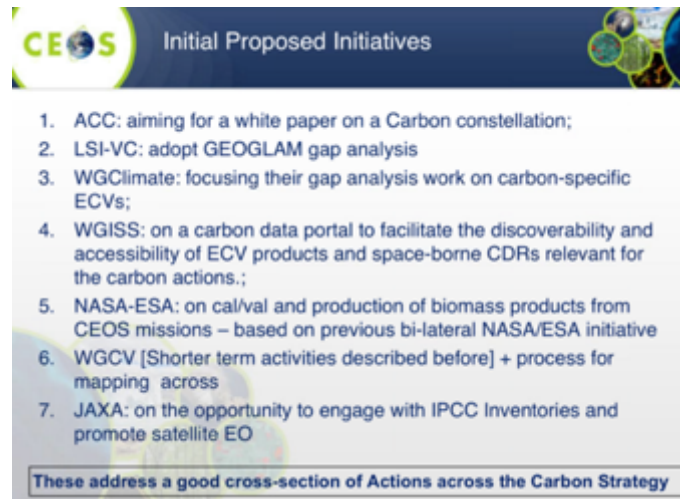 CEOS
Initial Proposed Initiatives
1. ACC: aiming for a white paper on a Carbon constellation;
2. LSI-VC: adopt GEOGLAM gap analysis
3. WGClimate: focusing their gap analysis work on carbon-specific
ECVs;
4. WGISS: on a carbon data portal to facilitate the discoverability and
accessibility of ECV products and space-borne CDRs relevant for
the carbon actions.;
5. NASA-ESA: on cal/val and production of biomass products from
CEOS missions – based on previous bi-lateral NASA/ESA initiative
6. WGCV [Shorter term activities described before] + process for
mapping across
7. JAXA: on the opportunity to engage with IPCC Inventories and
promote satellite EO
These address a good cross-section of Actions across the Carbon Strategy